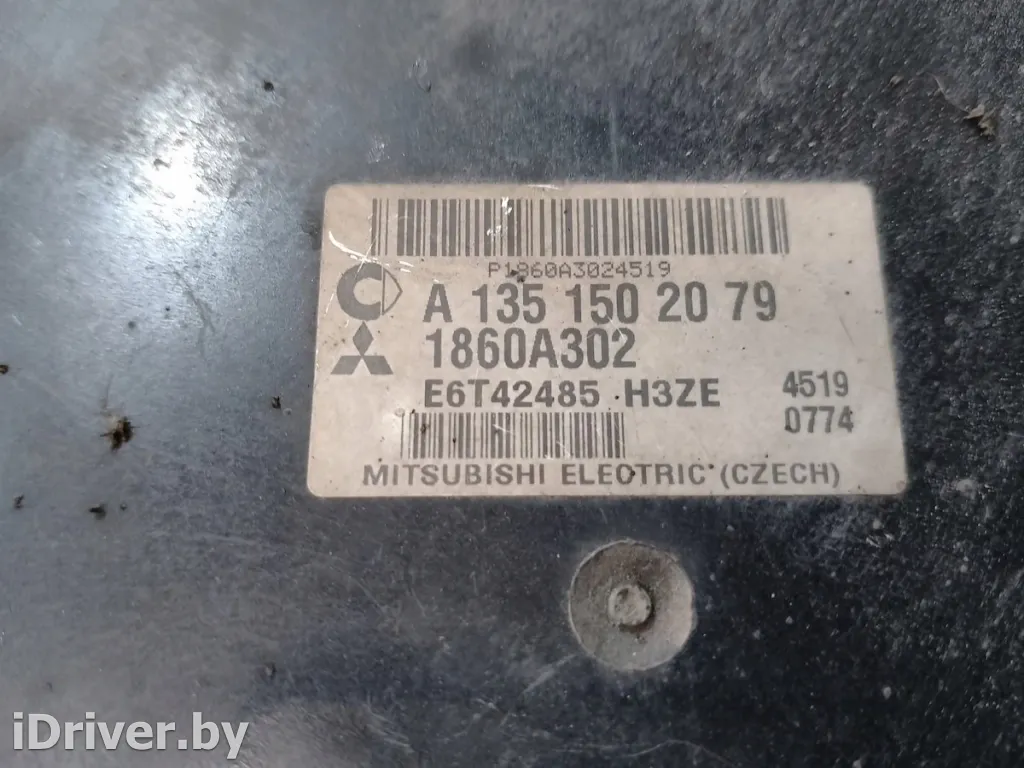 P1860A3024519
A 135 150 20 79
1860A302
E6T42485 H3ZE
4519
0774
MITSUBISHI ELECTRIC (CZECH)
iDriver.by